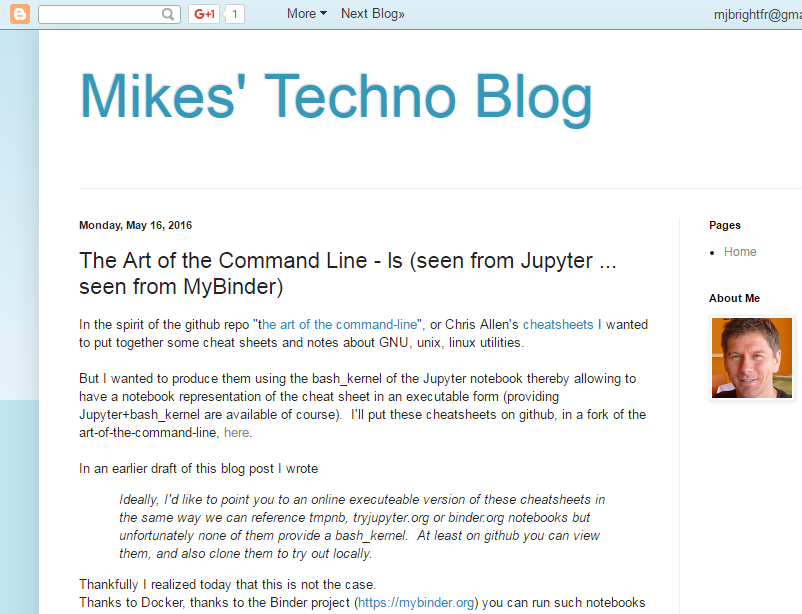 G+1 1 More Next Blog» mjbrightfr@gma
Mikes' Techno Blog
Monday, May 16, 2016
The Art of the Command Line - ls (seen from Jupyter ...
seen from MyBinder)
In the spirit of the github repo "the art of the command-line", or Chris Allen's cheatsheets I wanted
to put together some cheat sheets and notes about GNU, unix, linux utilities.
But I wanted to produce them using the bash_kernel of the Jupyter notebook thereby allowing to
have a notebook representation of the cheat sheet in an executable form (providing
Jupyter+bash_kernel are available of course).  I'll put these cheatsheets on github, in a fork of the
art-of-the-command-line, here.
In an earlier draft of this blog post I wrote
Ideally, I'd like to point you to an online executeable version of these cheatsheets in
the same way we can reference tmpnb, tryjupyter.org or binder.org notebooks but
unfortunately none of them provide a bash_kernel.  At least on github you can view
them, and also clone them to try out locally.
Thankfully I realized today that this is not the case.
Thanks to Docker, thanks to the Binder project (https://mybinder.org) you can run such notebooks
Pages
Home
About Me